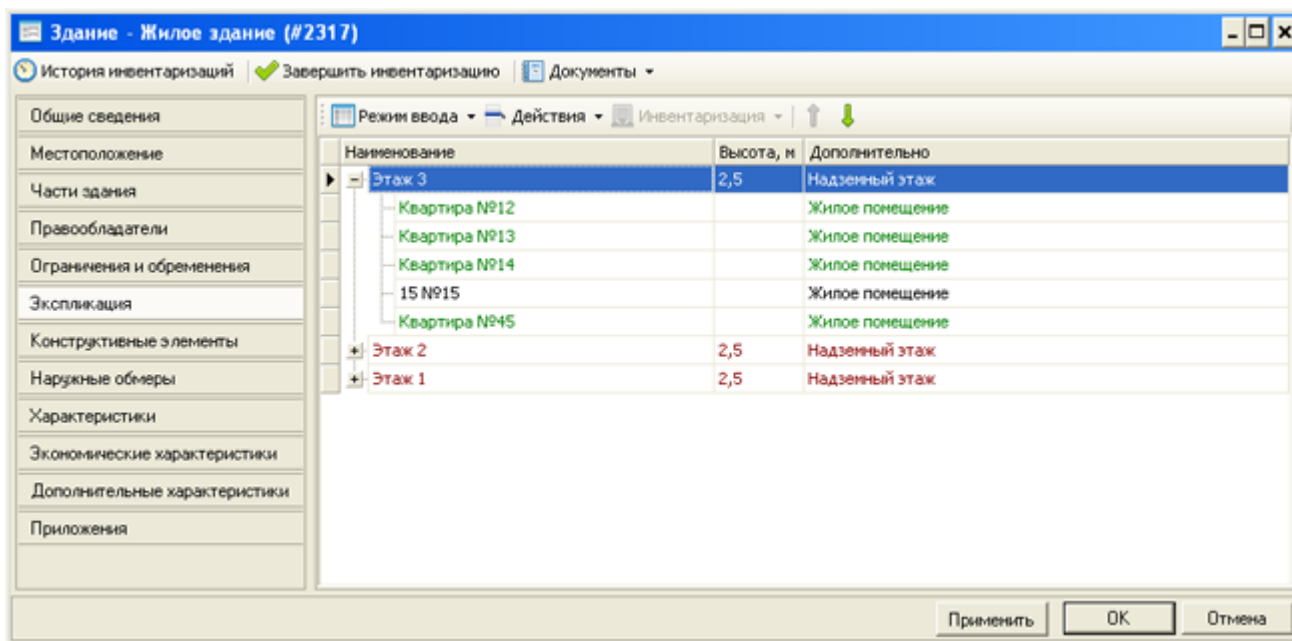 Здание - Жилое здание (#2317)
История инвентаризаций Завершить инвентаризацию Документы
Общие сведения
Местоположение
Части здания
Правообладатели
Ограничения и обременения
Экспликация
Конструктивные элементы
Наружные обмеры
Характеристики
Экономические характеристики
Дополнительные характеристики
Приложения
Режим ввода Действия Инвентаризация
Наименование Высота, м Дополнительно
Этаж 3 2,5 Надземный этаж
Квартира №12 Жилое помещение
Квартира №13 Жилое помещение
Квартира №14 Жилое помещение
15 №15 Жилое помещение
Квартира №45 Жилое помещение
Этаж 2 2,5 Надземный этаж
Этаж 1 2,5 Надземный этаж
Применить OK Отмена